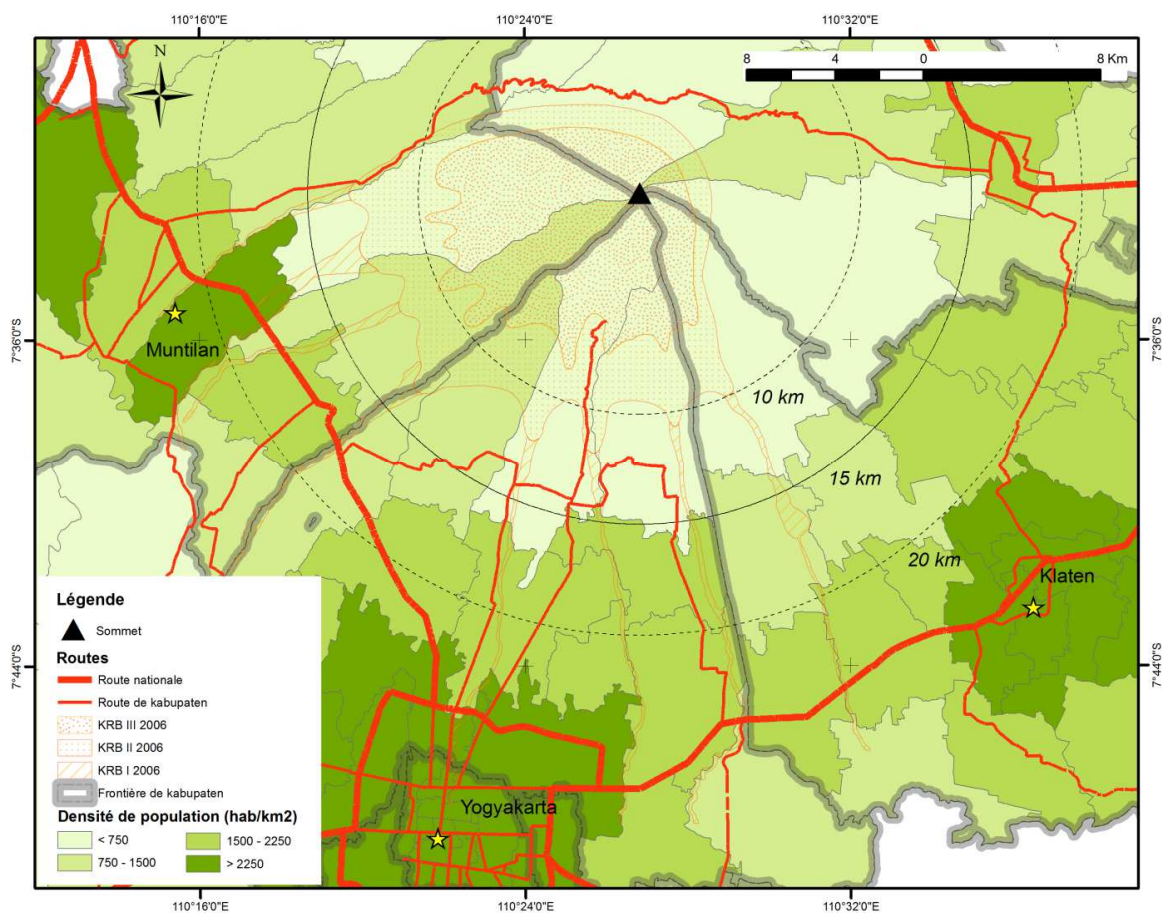 110°16'0"E 110°24'0"E 110°32'0"E
N
8 4 0 8 Km
Muntilan
7°36'0"S 7°36'0"S
10 km
15 km
20 km
Klaten
Légende
Sommet
Routes
7°44'0"S 7°44'0"S
Route nationale
Route de kabupaten
KRB III 2006
KRB II 2006
KRB I 2006
Frontière de kabupaten
Yogyakarta
Densité de population (hab/km2)
< 750 1500 - 2250
750 - 1500 > 2250
110°16'0"E 110°24'0"E 110°32'0"E